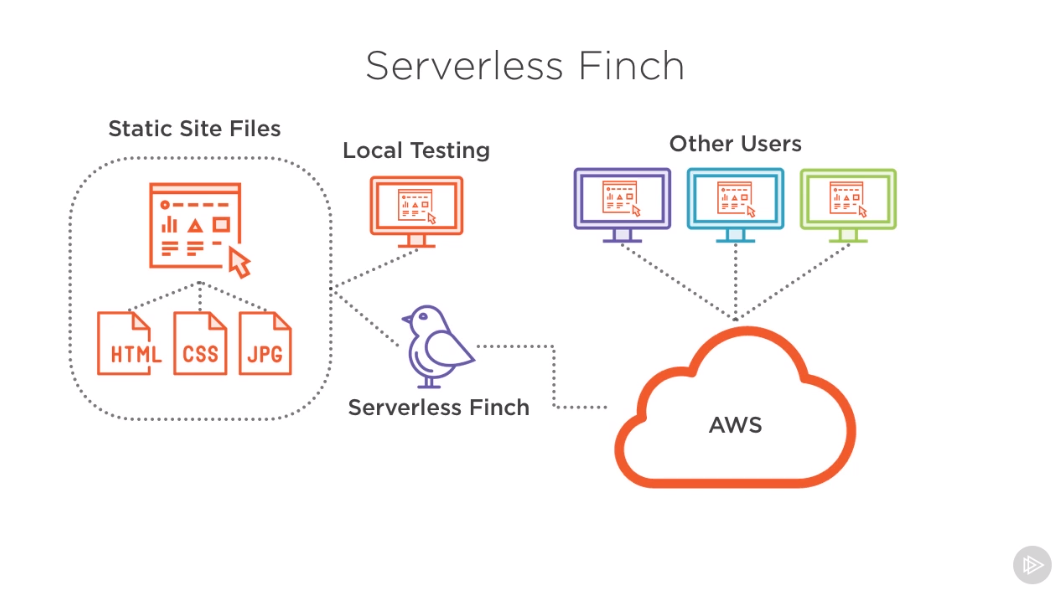 Serverless Finch
Static Site Files
Local Testing
Other Users
HTML
CSS
JPG
Serverless Finch
AWS